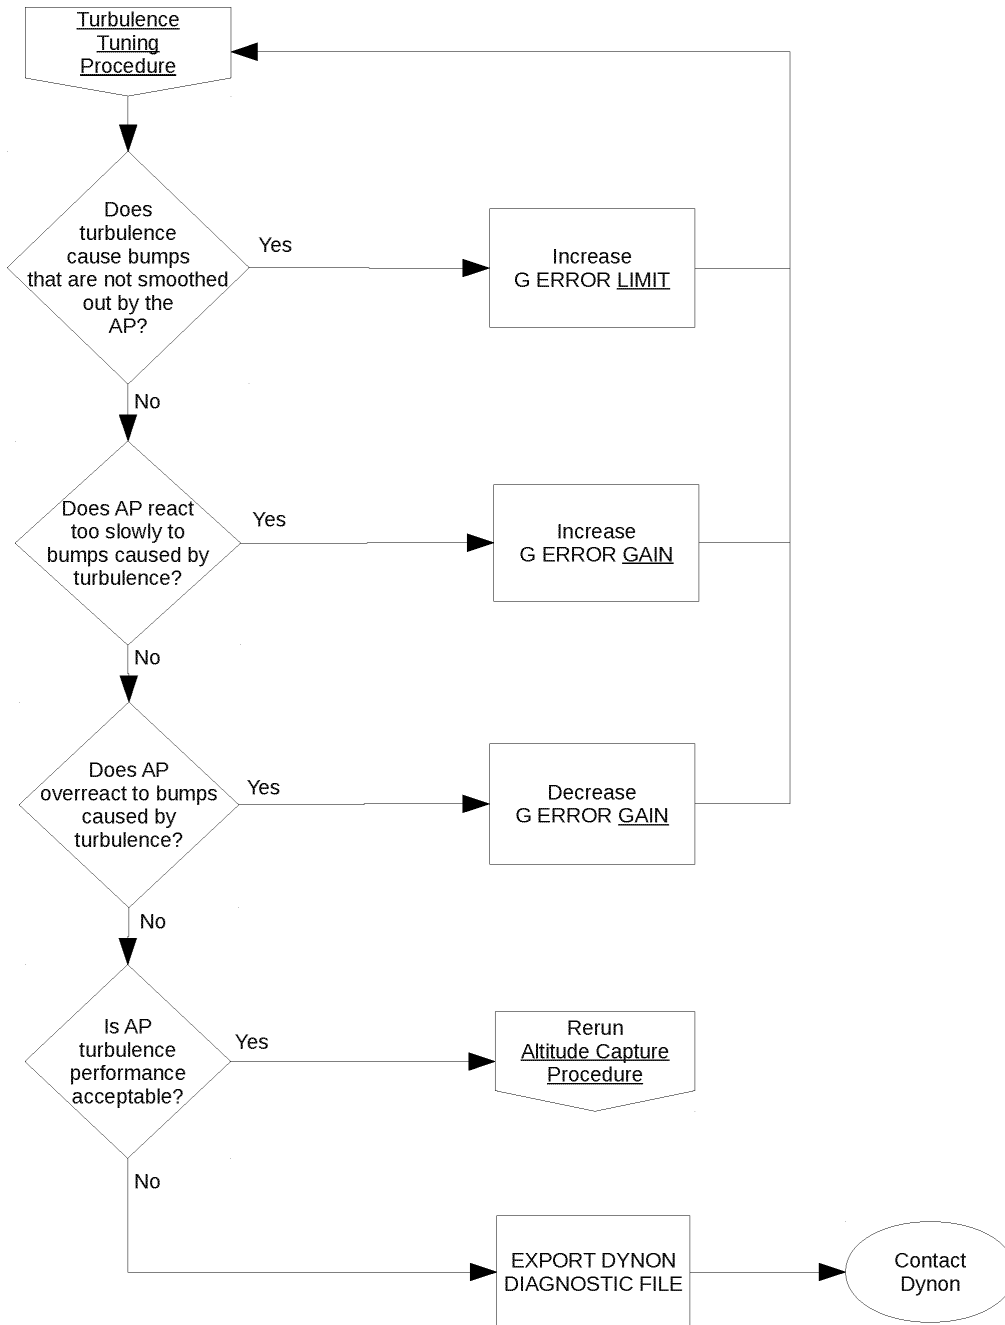 Turbulence
Tuning
Procedure
Does
turbulence
cause bumps
that are not smoothed
out by the
AP?
Yes
Increase
G ERROR LIMIT
No
Does AP react
too slowly to
bumps caused by
turbulence?
Yes
Increase
G ERROR GAIN
No
Does AP
overreact to bumps
caused by
turbulence?
Yes
Decrease
G ERROR GAIN
No
Is AP
turbulence
performance
acceptable?
Yes
Rerun
Altitude Capture
Procedure
No
EXPORT DYNON
DIAGNOSTIC FILE
Contact
Dynon